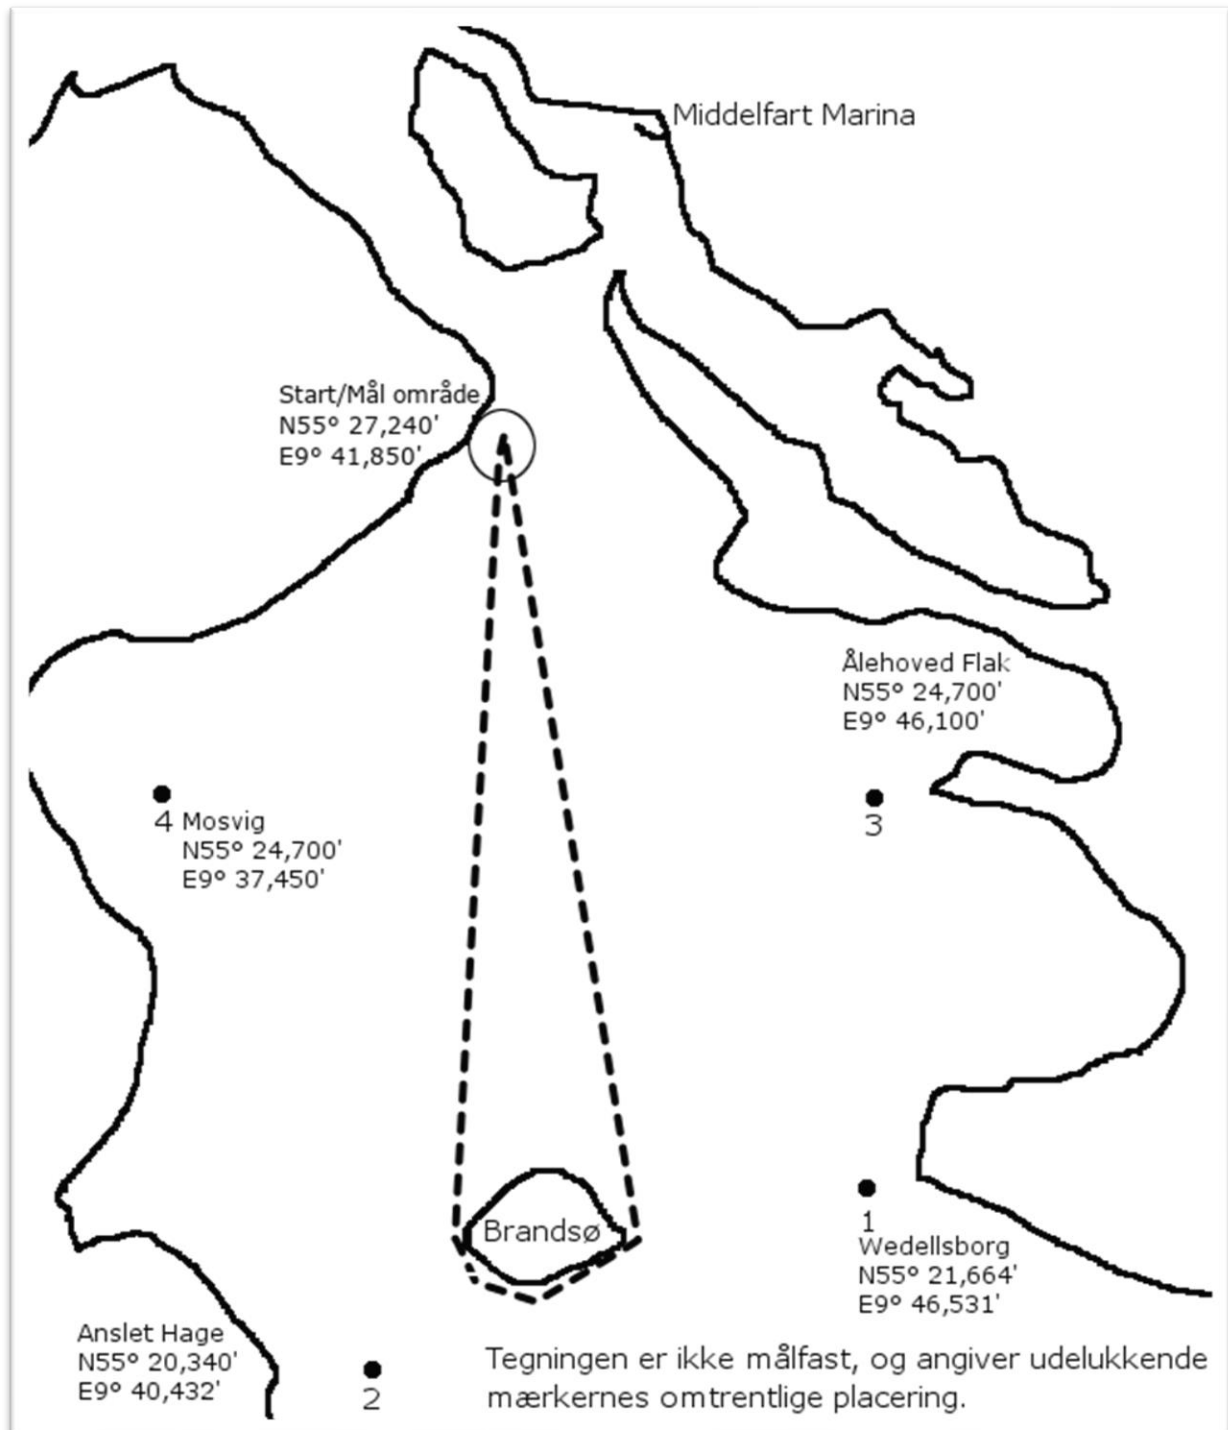 Middelfart Marina
Start/Mål område
N55° 27,240'
E9° 41,850'
Ålehoved Flak
N55° 24,700'
E9° 46,100'
3
4 Mosvig
N55° 24,700'
E9° 37,450'
Brandsø
1
Wedellsborg
N55° 21,664'
E9° 46,531'
Anslet Hage
N55° 20,340'
E9° 40,432'
2
Tegningen er ikke målfast, og angiver udelukkende
mærkernes omtrentlige placering.